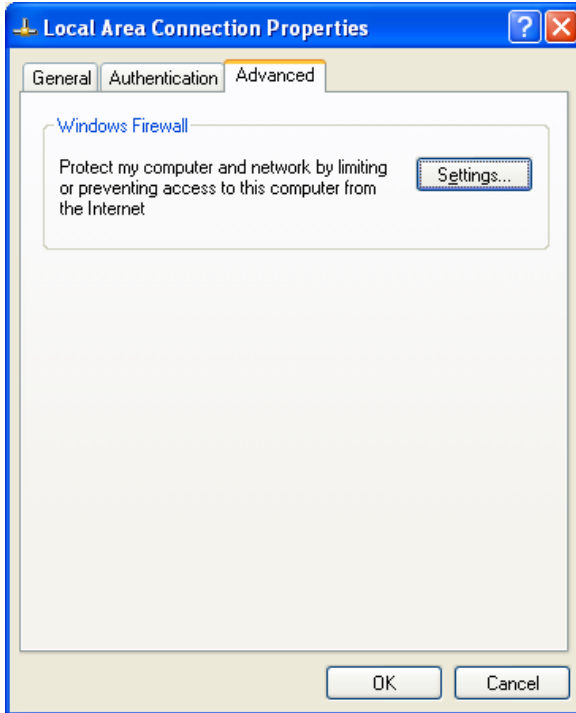 Local Area Connection Properties
General Authentication Advanced
Windows Firewall
Protect my computer and network by limiting
or preventing access to this computer from
the Internet
Settings...
OK Cancel